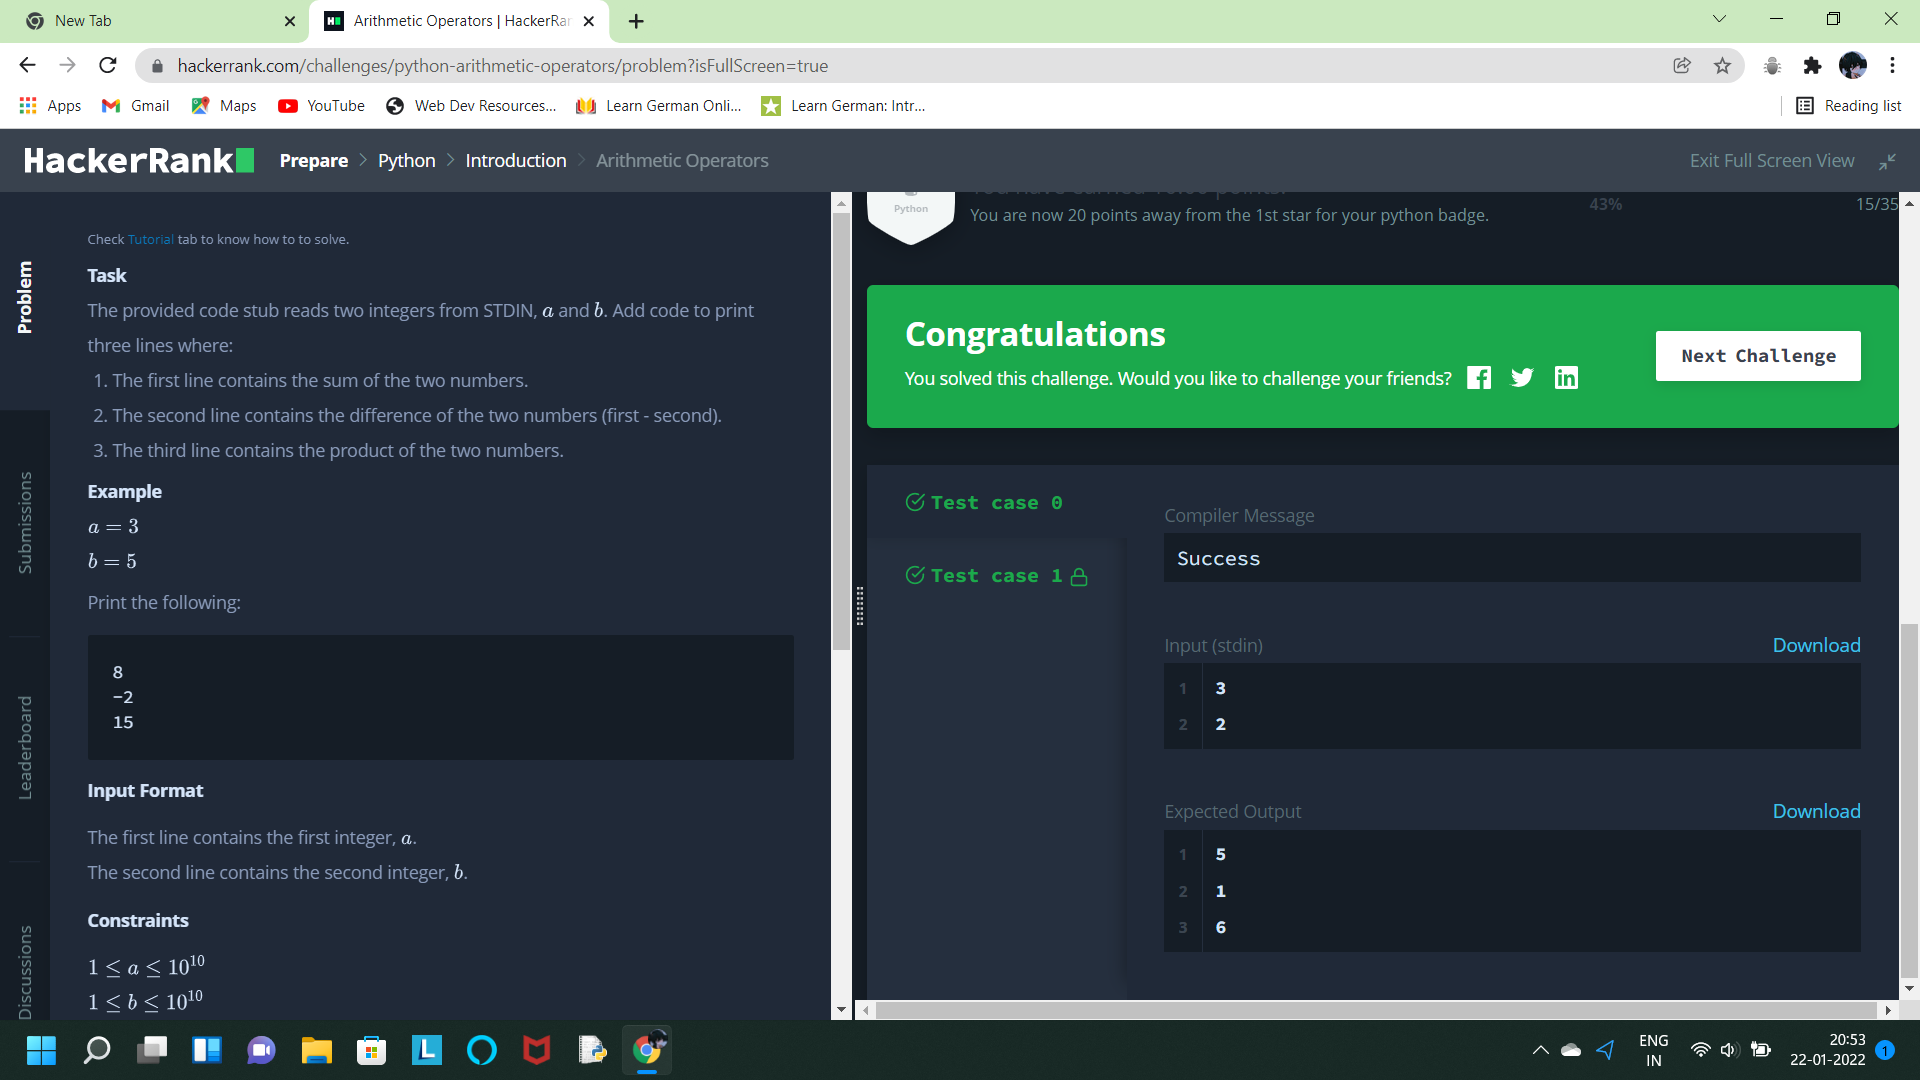 New Tab
Arithmetic Operators | HackerRan
hackerrank.com/challenges/python-arithmetic-operators/problem?isFullScreen=true
Apps Gmail Maps YouTube Web Dev Resources... Learn German Onli... Learn German: Intr... Reading list
HackerRank Prepare > Python > Introduction > Arithmetic Operators Exit Full Screen View
Problem
Submissions
Leaderboard
Discussions
Check Tutorial tab to know how to to solve.
Task
The provided code stub reads two integers from STDIN, a and b. Add code to print
three lines where:
1. The first line contains the sum of the two numbers.
2. The second line contains the difference of the two numbers (first - second).
3. The third line contains the product of the two numbers.
Example
a = 3
b = 5
Print the following:
8
-2
15
Input Format
The first line contains the first integer, a.
The second line contains the second integer, b.
Constraints
1 ≤ a ≤ 10^10
1 ≤ b ≤ 10^10
Python
You are now 20 points away from the 1st star for your python badge.
43%
15/35
Congratulations
You solved this challenge. Would you like to challenge your friends?
Next Challenge
Test case 0
Test case 1
Compiler Message
Success
Input (stdin) Download
1 3
2 2
Expected Output Download
1 5
2 1
3 6
ENG
IN
20:53
22-01-2022
1